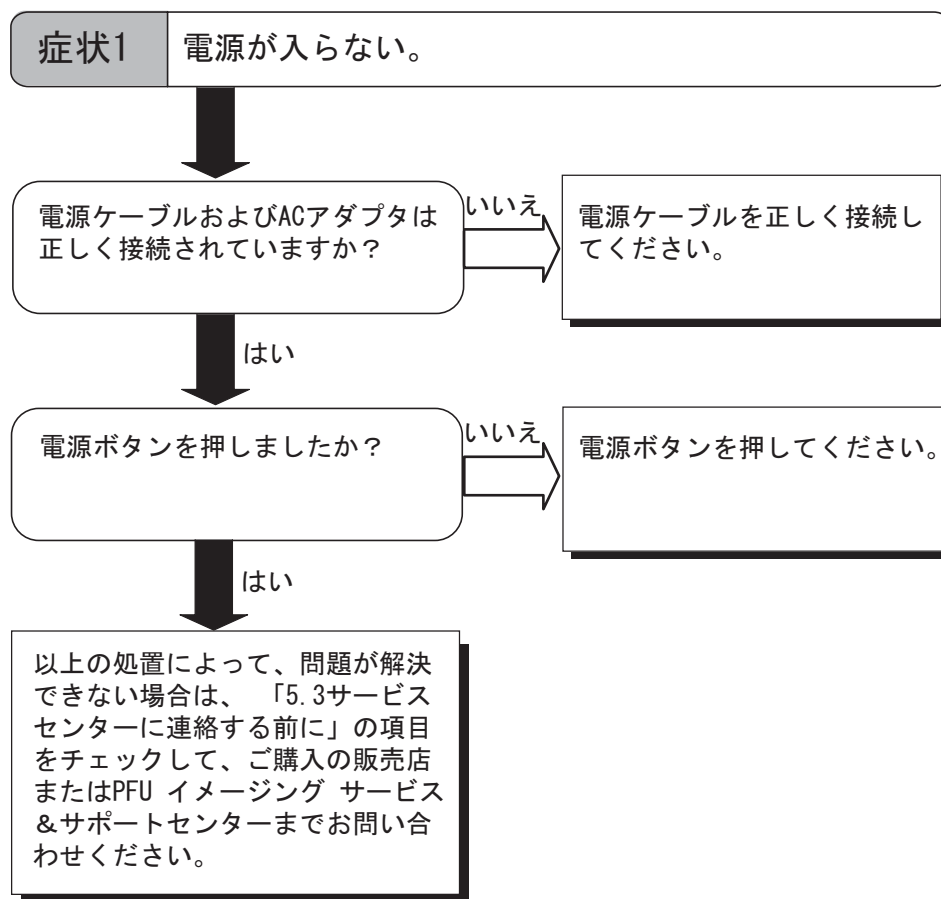 症状1
電源が入らない。
電源ケーブルおよびACアダプタは
正しく接続されていますか？
いいえ
電源ケーブルを正しく接続し
てください。
はい
電源ボタンを押しましたか？
いいえ
電源ボタンを押してください。
はい
以上の処置によって、問題が解決
できない場合は、 「5.3サービス
センターに連絡する前に」の項目
をチェックして、ご購入の販売店
またはPFU イメージング サービス
＆サポートセンターまでお問い合
わせください。